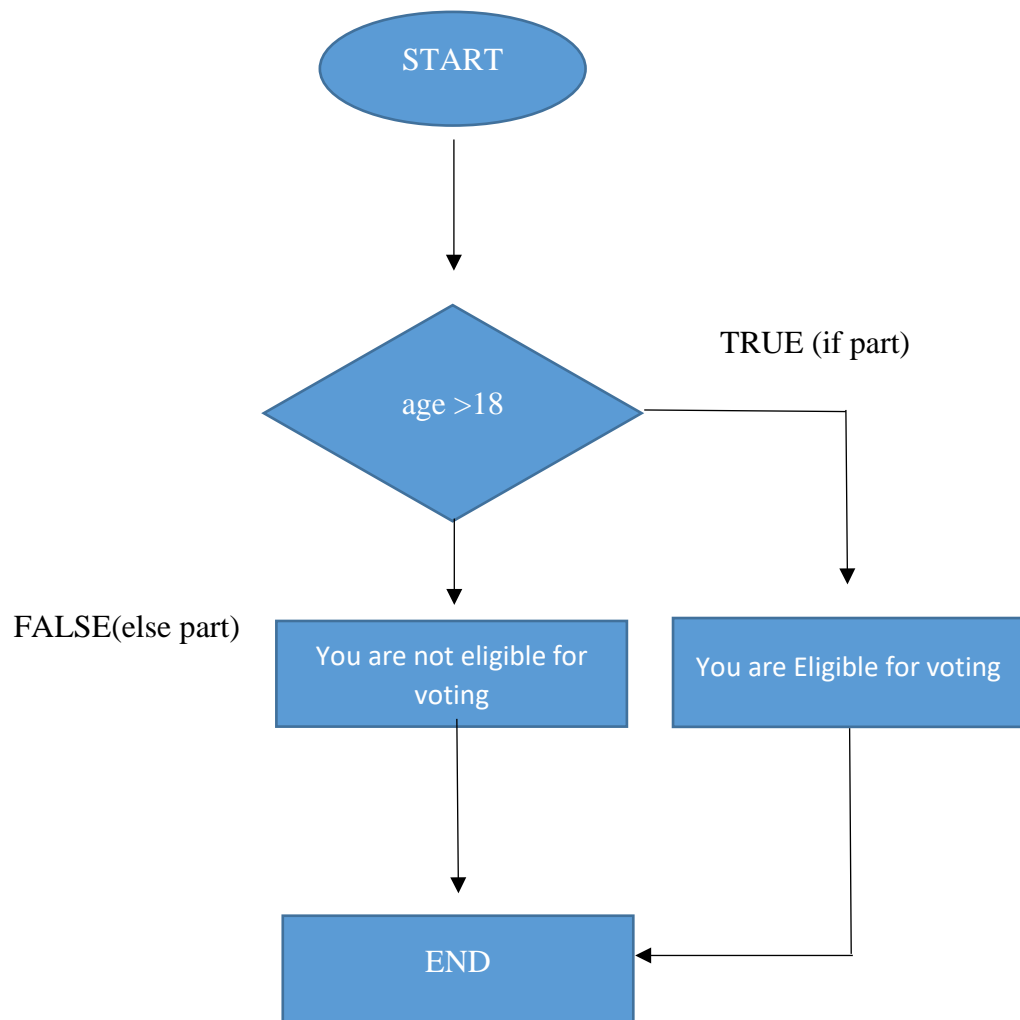 START
TRUE (if part)
age >18
FALSE(else part)
You are not eligible for
voting
You are Eligible for voting
END